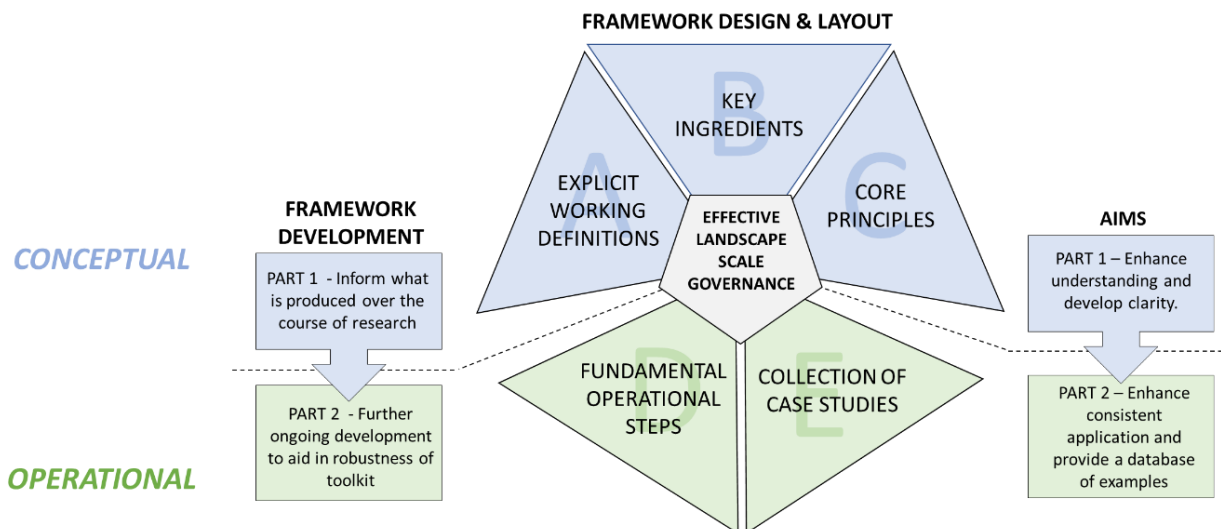 FRAMEWORK DESIGN & LAYOUT
B
KEY
INGREDIENTS
A
EXPLICIT
WORKING
DEFINITIONS
C
CORE
PRINCIPLES
EFFECTIVE
LANDSCAPE
SCALE
GOVERNANCE
CONCEPTUAL
FRAMEWORK
DEVELOPMENT
PART 1  - Inform what
is produced over the
course of research
AIMS
PART 1 – Enhance
understanding and
develop clarity.
OPERATIONAL
PART 2  - Further
ongoing development
to aid in robustness of
toolkit
D
FUNDAMENTAL
OPERATIONAL
STEPS
E
COLLECTION OF
CASE STUDIES
PART 2 – Enhance
consistent
application and
provide a database
of examples